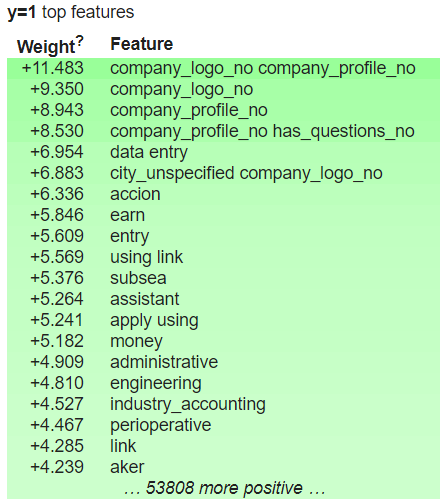 y=1 top features
Weight? Feature
+11.483 company_logo_no company_profile_no
+9.350 company_logo_no
+8.943 company_profile_no
+8.530 company_profile_no has_questions_no
+6.954 data entry
+6.883 city_unspecified company_logo_no
+6.336 accion
+5.846 earn
+5.609 entry
+5.569 using link
+5.376 subsea
+5.264 assistant
+5.241 apply using
+5.182 money
+4.909 administrative
+4.810 engineering
+4.527 industry_accounting
+4.467 perioperative
+4.285 link
+4.239 aker
… 53808 more positive …